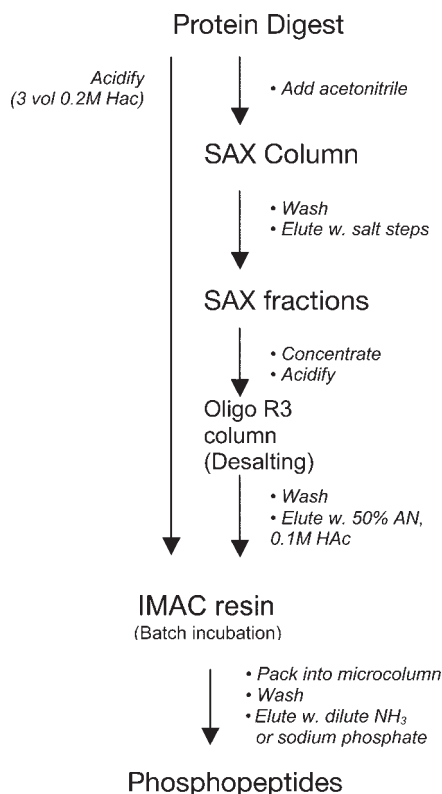 Protein Digest
Acidify
(3 vol 0.2M Hac)
• Add acetonitrile
SAX Column
• Wash
• Elute w. salt steps
SAX fractions
• Concentrate
• Acidify
Oligo R3
column
(Desalting)
• Wash
• Elute w. 50% AN,
0.1M HAc
IMAC resin
(Batch incubation)
• Pack into microcolumn
• Wash
• Elute w. dilute NH₃
or sodium phosphate
Phosphopeptides